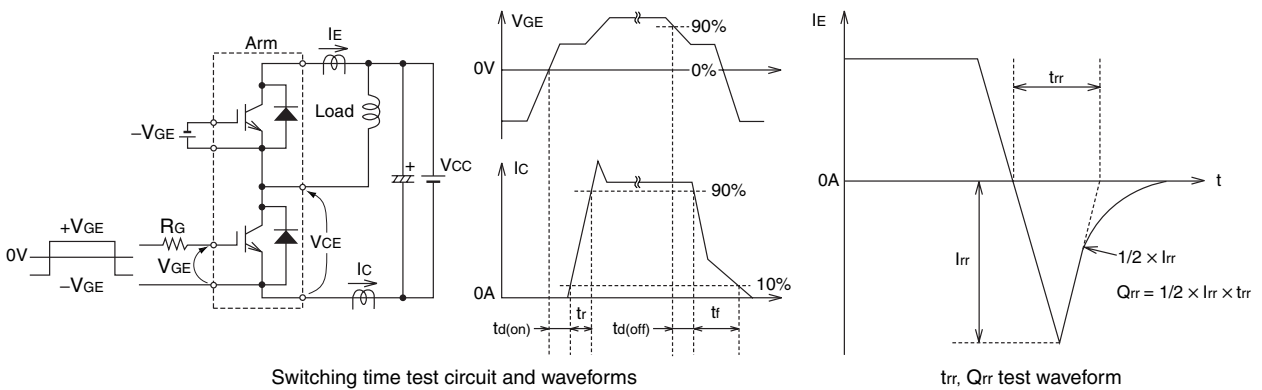 Arm
IE
Load
–VGE
+
VCC
+VGE
0V
–VGE
RG
VGE
VCE
IC
VGE
90%
0V
0%
IC
90%
0A
10%
td(on)
tr
td(off)
tf
Switching time test circuit and waveforms
IE
trr
0A
t
Irr
1/2 × Irr
Qrr = 1/2 × Irr × trr
trr, Qrr test waveform